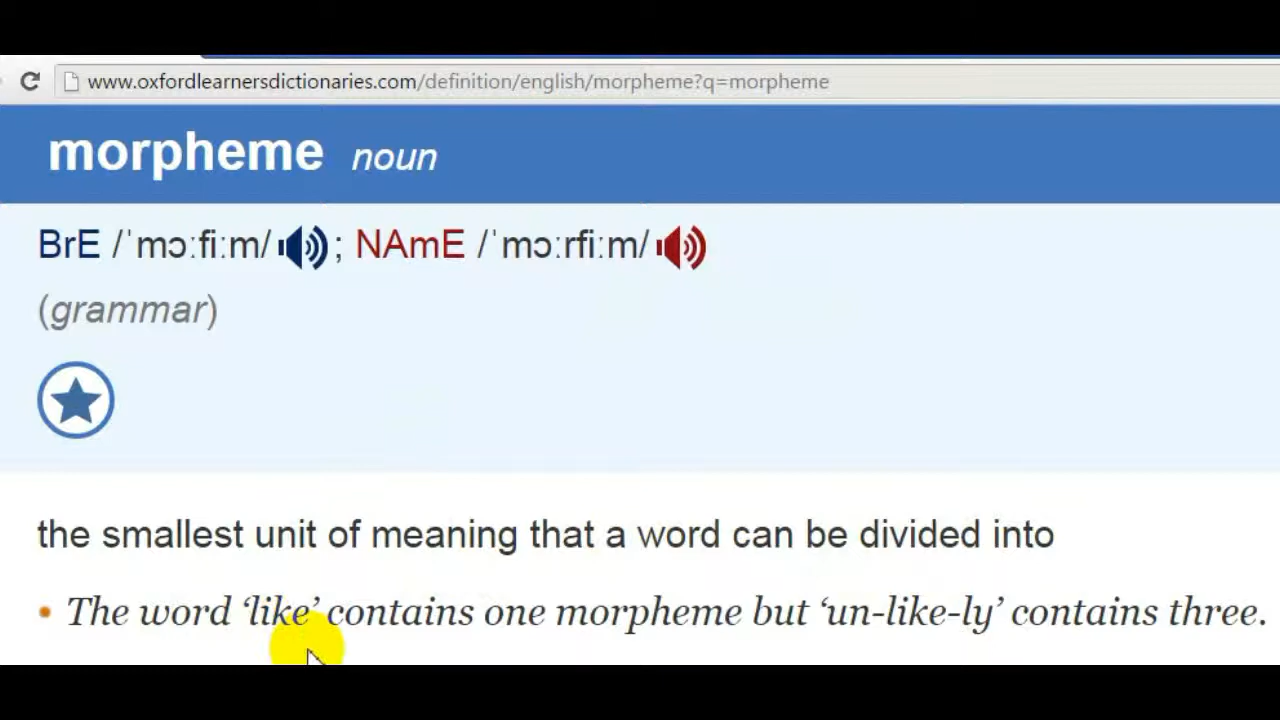 www.oxfordlearnersdictionaries.com/definition/english/morpheme?q=morpheme
morpheme noun
BrE /ˈmɔːfiːm/ ; NAmE /ˈmɔːrfiːm/
(grammar)
the smallest unit of meaning that a word can be divided into
• The word ‘like’ contains one morpheme but ‘un-like-ly’ contains three.